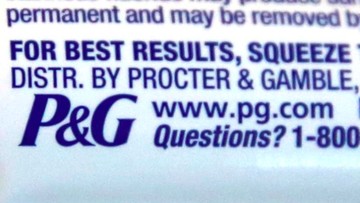 permanent and may be removed
FOR BEST RESULTS, SQUEEZE
DISTR. BY PROCTER & GAMBLE,
P&G www.pg.com
Questions? 1-800